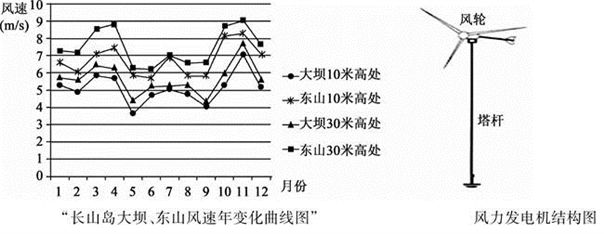 风速
(m/s)
10
9
8
7
6
5
4
3
2
1
0
1 2 3 4 5 6 7 8 9 10 11 12 月份
大坝10米高处
东山10米高处
大坝30米高处
东山30米高处
“长山岛大坝、东山风速年变化曲线图”
风轮
塔杆
风力发电机结构图